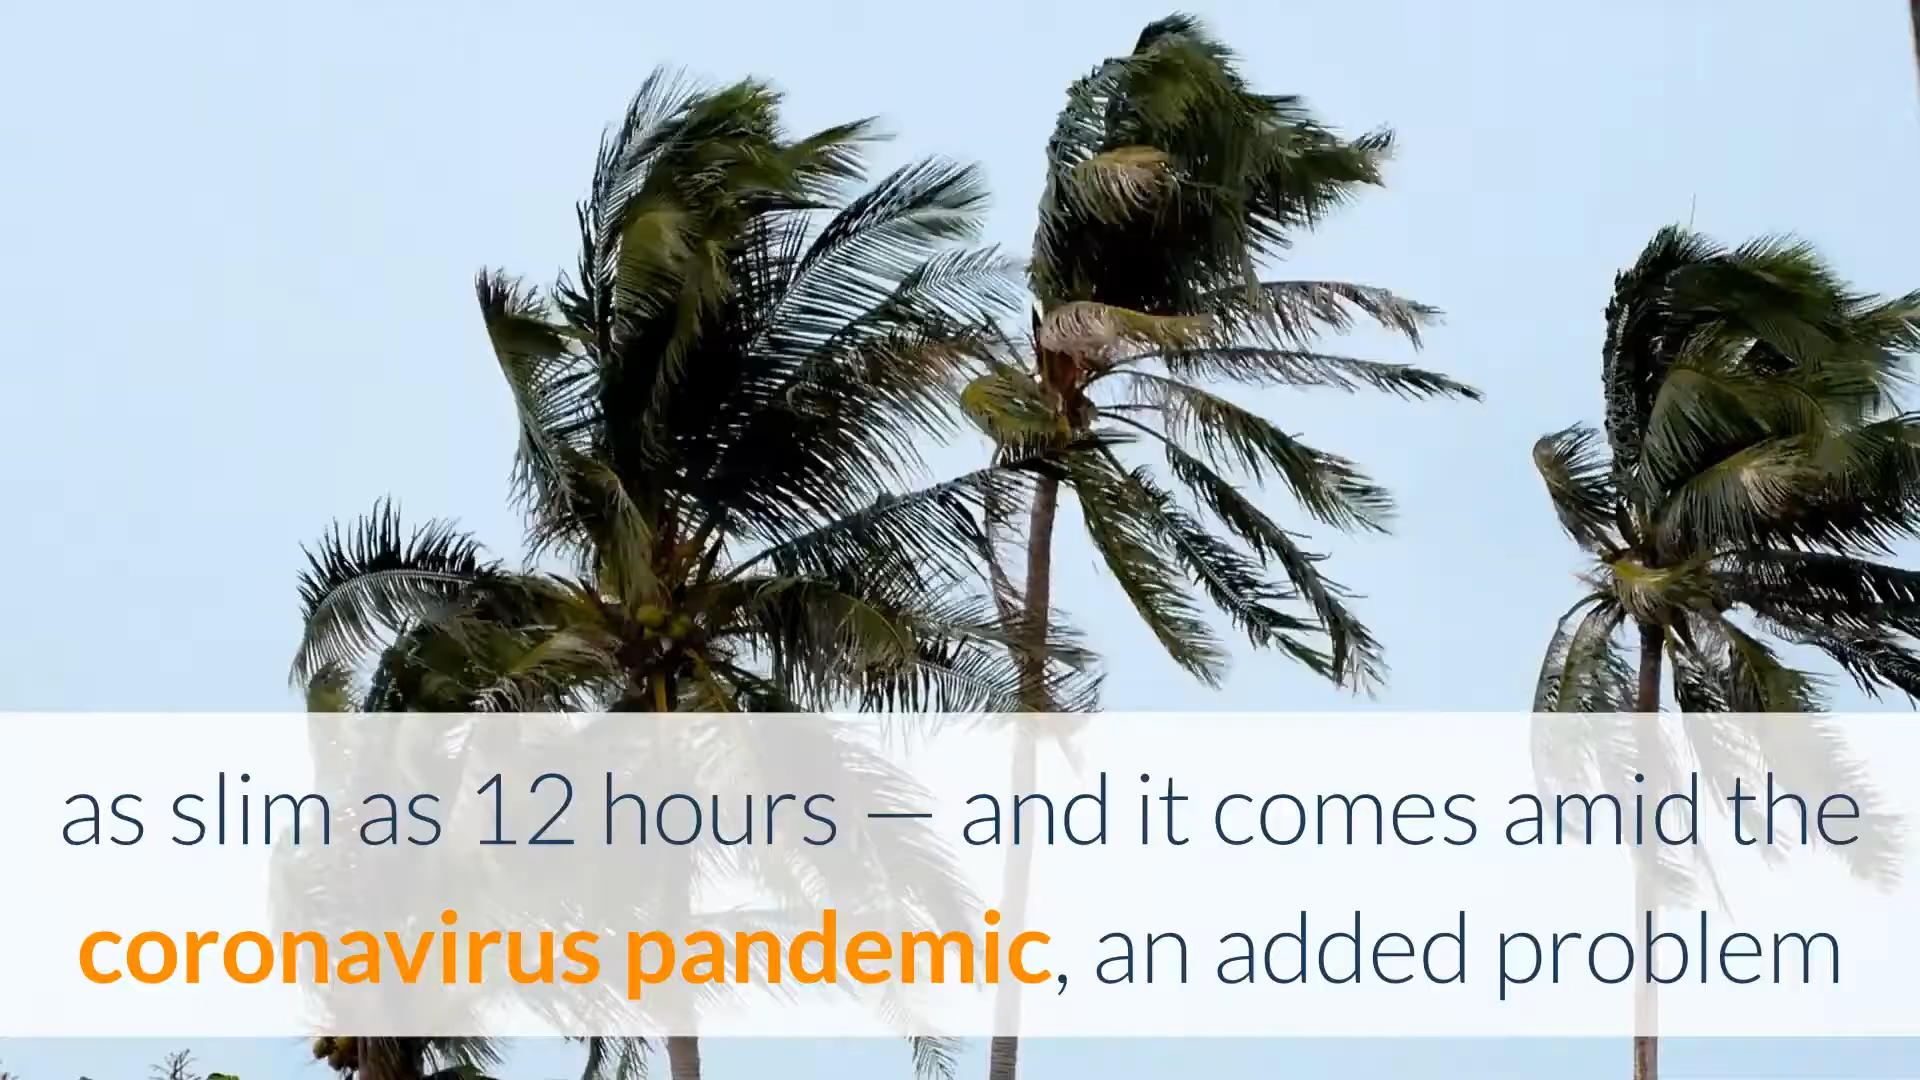 as slim as 12 hours — and it comes amid the
coronavirus pandemic, an added problem